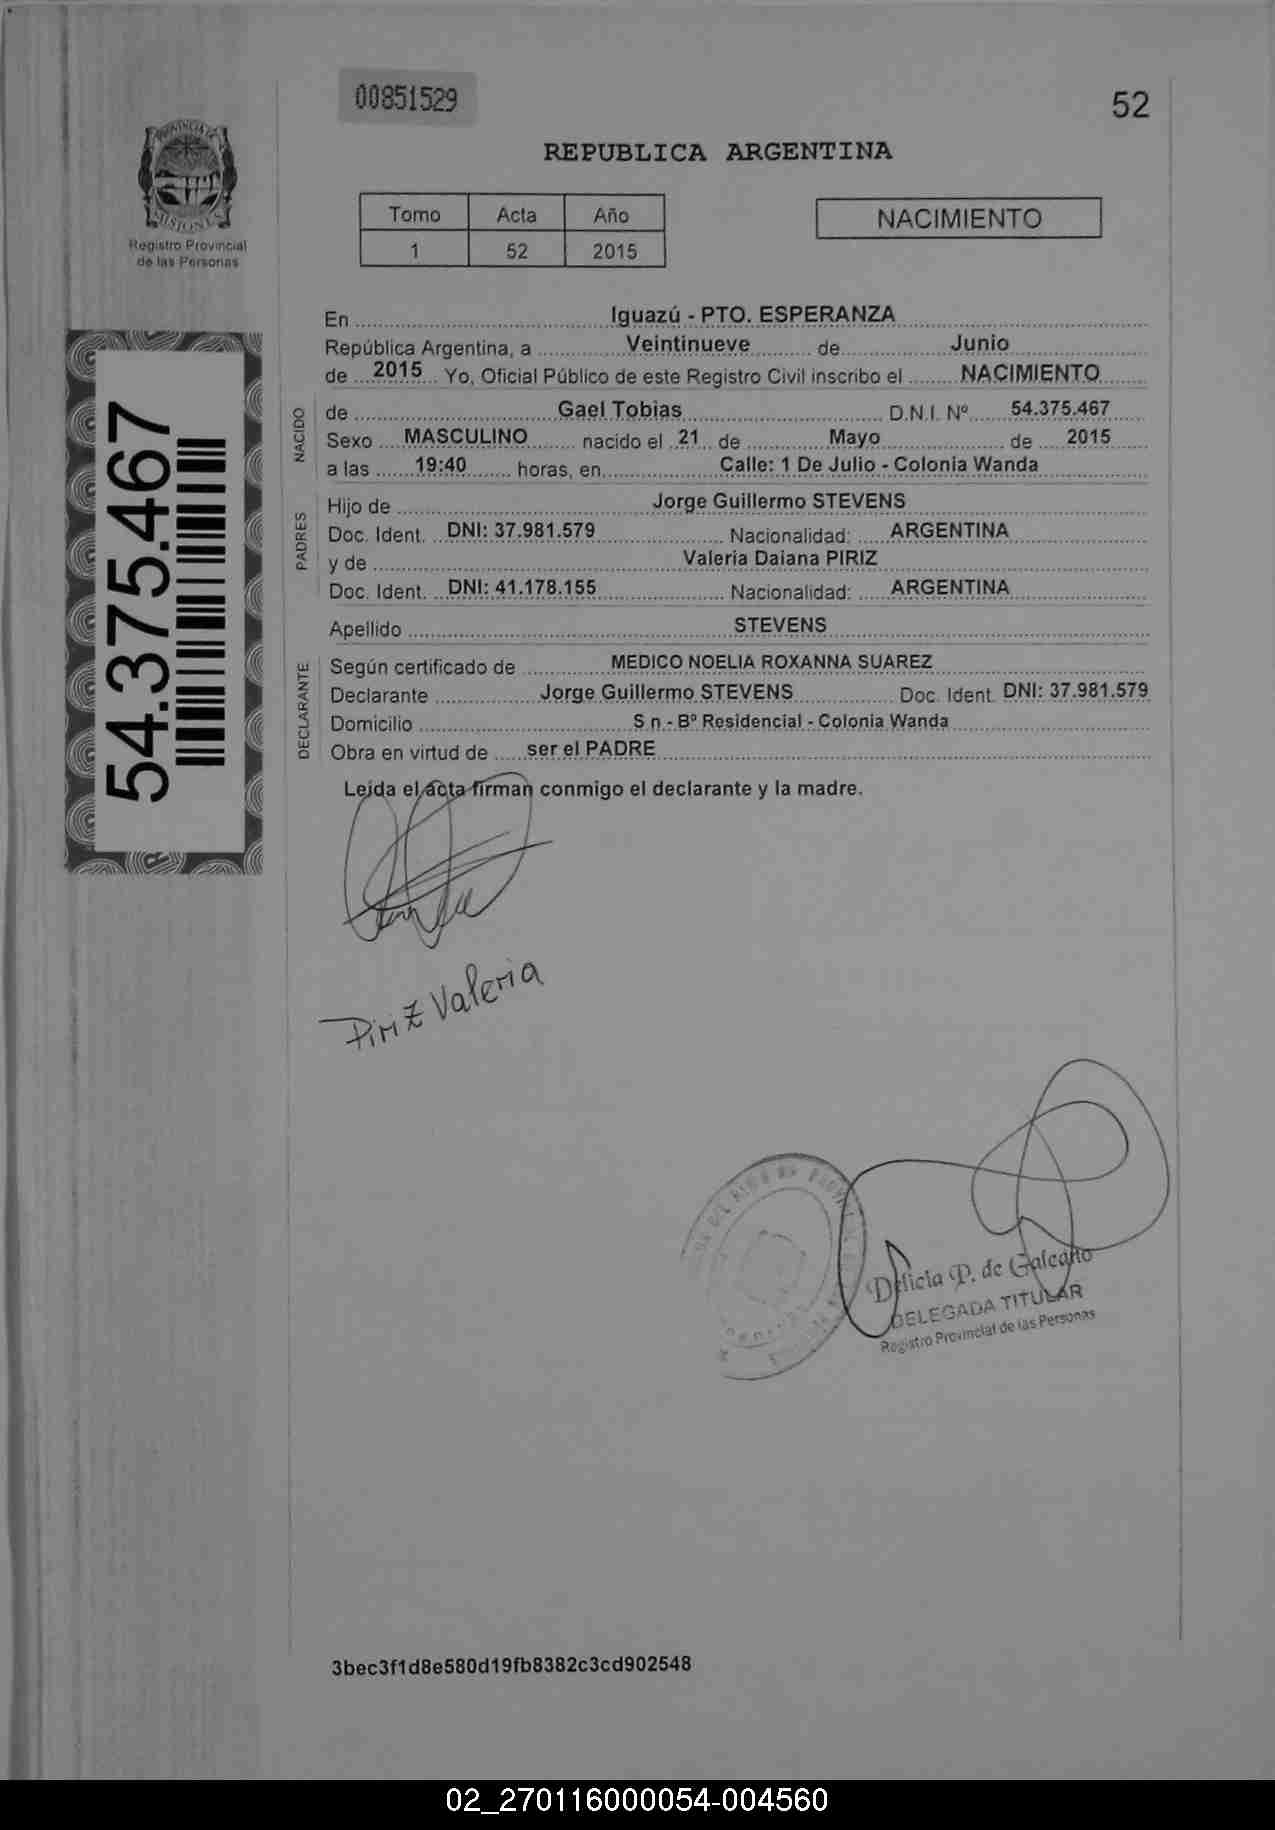 00851529
52
REPUBLICA ARGENTINA
PROVINCIA DE
MISIONES
Registro Provincial
de las Personas
Tomo Acta Año
1 52 2015
NACIMIENTO
54.375.467
En Iguazú - PTO. ESPERANZA
República Argentina, a Veintinueve de Junio
de 2015 Yo, Oficial Público de este Registro Civil inscribo el NACIMIENTO
NACIDO
de Gael Tobias D.N.I. Nº 54.375.467
Sexo MASCULINO nacido el 21 de Mayo de 2015
a las 19:40 horas, en Calle: 1 De Julio - Colonia Wanda
PADRES
Hijo de Jorge Guillermo STEVENS
Doc. Ident. DNI: 37.981.579 Nacionalidad: ARGENTINA
y de Valeria Daiana PIRIZ
Doc. Ident. DNI: 41.178.155 Nacionalidad: ARGENTINA
Apellido STEVENS
DECLARANTE
Según certificado de MEDICO NOELIA ROXANNA SUAREZ
Declarante Jorge Guillermo STEVENS Doc. Ident. DNI: 37.981.579
Domicilio S n - Bº Residencial - Colonia Wanda
Obra en virtud de ser el PADRE
Leída el acta firman conmigo el declarante y la madre.
Piriz Valeria
Delicia P. de Galeano
DELEGADA TITULAR
Registro Provincial de las Personas
3bec3f1d8e580d19fb8382c3cd902548
02_270116000054-004560